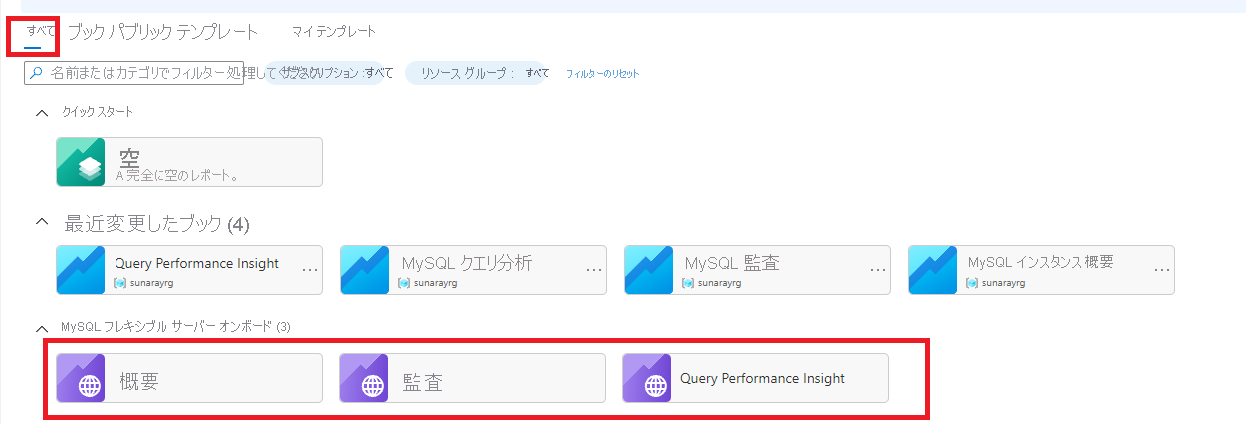 すべて ブック パブリック テンプレート マイ テンプレート
名前またはカテゴリでフィルター処理してください サブスクリプション :すべて リソース グループ : すべて フィルターのリセット
クイック スタート
空
A 完全に空のレポート。
最近変更したブック (4)
Query Performance Insight ... MySQL クエリ分析 ... MySQL 監査 ... MySQL インスタンス概要 ...
sunarayrg sunarayrg sunarayrg sunarayrg
MySQL フレキシブル サーバー オンボード (3)
概要 監査 Query Performance Insight